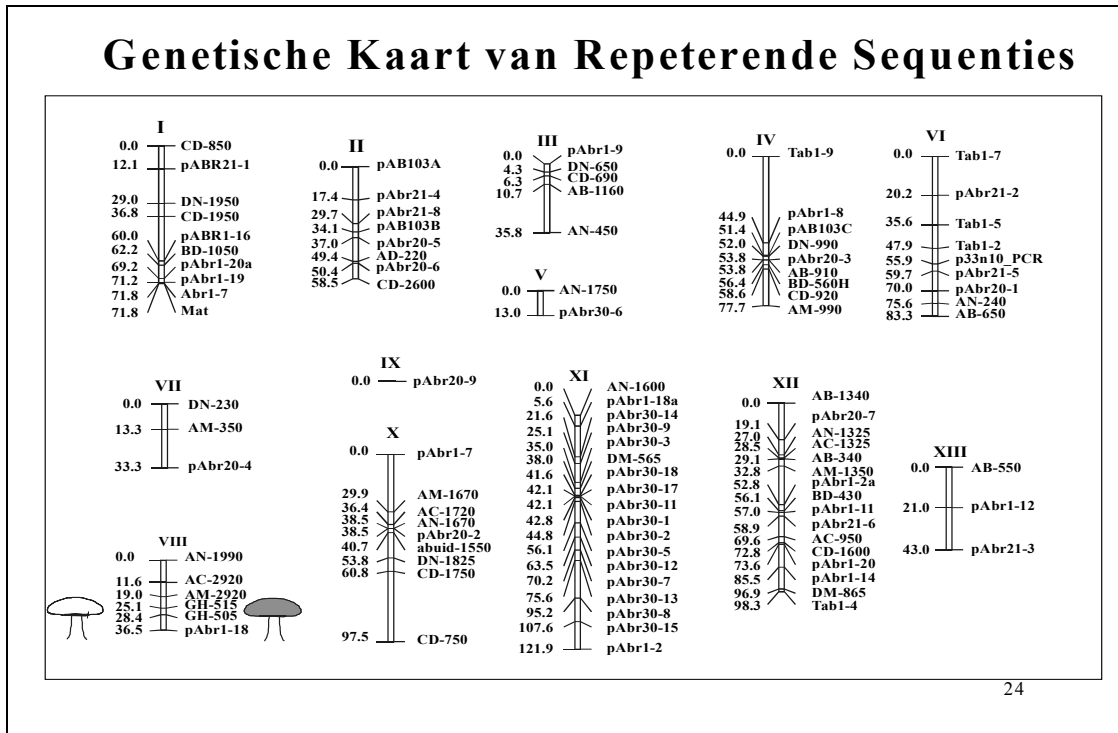 Genetische Kaart van Repeterende Sequenties
I
0.0 CD-850
12.1 pABR21-1
29.0 DN-1950
36.8 CD-1950
60.0 pABR1-16
62.2 BD-1050
69.2 pAbr1-20a
71.2 pAbr1-19
71.8 Abr1-7
71.8 Mat
II
0.0 pAB103A
17.4 pAbr21-4
29.7 pAbr21-8
34.1 pAB103B
37.0 pAbr20-5
49.4 AD-220
50.4 pAbr20-6
58.5 CD-2600
III
0.0 pAbr1-9
4.3 DN-650
6.3 CD-690
10.7 AB-1160
35.8 AN-450
V
0.0 AN-1750
13.0 pAbr30-6
IV
0.0 Tab1-9
44.9 pAbr1-8
51.4 pAB103C
52.0 DN-990
53.8 pAbr20-3
53.8 AB-910
56.4 BD-560H
58.6 CD-920
77.7 AM-990
VI
0.0 Tab1-7
20.2 pAbr21-2
35.6 Tab1-5
47.9 Tab1-2
55.9 p33n10_PCR
59.7 pAbr21-5
70.0 pAbr20-1
75.6 AN-240
83.3 AB-650
VII
0.0 DN-230
13.3 AM-350
33.3 pAbr20-4
VIII
0.0 AN-1990
11.6 AC-2920
19.0 AM-2920
25.1 GH-515
28.4 GH-505
36.5 pAbr1-18
IX
0.0 pAbr20-9
X
0.0 pAbr1-7
29.9 AM-1670
36.4 AC-1720
38.5 AN-1670
38.5 pAbr20-2
40.7 abuid-1550
53.8 DN-1825
60.8 CD-1750
97.5 CD-750
XI
0.0 AN-1600
5.6 pAbr1-18a
21.6 pAbr30-14
25.1 pAbr30-9
35.0 pAbr30-3
38.0 DM-565
41.6 pAbr30-18
42.1 pAbr30-17
42.1 pAbr30-11
42.8 pAbr30-1
44.8 pAbr30-2
56.1 pAbr30-5
63.5 pAbr30-12
70.2 pAbr30-7
75.6 pAbr30-13
95.2 pAbr30-8
107.6 pAbr30-15
121.9 pAbr1-2
XII
0.0 AB-1340
19.1 pAbr20-7
27.0 AN-1325
28.5 AC-1325
29.1 AB-340
32.8 AM-1350
52.8 pAbr1-2a
56.1 BD-430
57.0 pAbr1-11
58.9 pAbr21-6
69.6 AC-950
72.8 CD-1600
73.6 pAbr1-20
85.5 pAbr1-14
96.9 DM-865
98.3 Tab1-4
XIII
0.0 AB-550
21.0 pAbr1-12
43.0 pAbr21-3
24